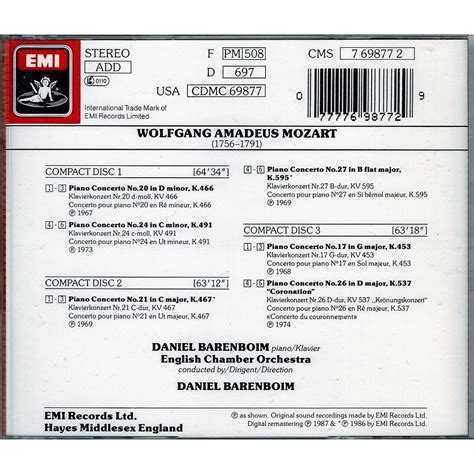 EMI
STEREO
ADD
0110
International Trade Mark of
EMI Records Limited
F PM 508
D 697
USA CDMC 69877
CMS 7 69877 2
0 77776 98772 9
WOLFGANG AMADEUS MOZART
(1756–1791)
COMPACT DISC 1 [64'34"]
1 - 3 Piano Concerto No.20 in D minor, K.466
Klavierkonzert Nr.20 d-moll, KV 466
Concerto pour piano Nº20 en Ré mineur, K.466
℗ 1967
4 - 6 Piano Concerto No.24 in C minor, K.491
Klavierkonzert Nr.24 c-moll, KV 491
Concerto pour piano Nº24 en Ut mineur, K.491
℗ 1973
COMPACT DISC 2 [63'12"]
1 - 3 Piano Concerto No.21 in C major, K.467*
Klavierkonzert Nr.21 C-dur, KV 467
Concerto pour piano Nº21 en Ut majeur, K.467
℗ 1969
4 - 6 Piano Concerto No.27 in B flat major,
K.595*
Klavierkonzert Nr.27 B-dur, KV 595
Concerto pour piano Nº27 en Si bémol majeur, K.595
℗ 1969
COMPACT DISC 3 [63'18"]
1 - 3 Piano Concerto No.17 in G major, K.453
Klavierkonzert Nr.17 G-dur, KV 453
Concerto pour piano Nº17 en Sol majeur, K.453
℗ 1968
4 - 6 Piano Concerto No.26 in D major, K.537
"Coronation"
Klavierkonzert Nr.26 D-dur, KV 537 „Krönungskonzert"
Concerto pour piano Nº26 en Ré majeur, K.537
«Concerto du couronnement»
℗ 1974
DANIEL BARENBOIM piano/Klavier
English Chamber Orchestra
conducted by/Dirigent/Direction
DANIEL BARENBOIM
EMI Records Ltd.
Hayes Middlesex England
℗ as shown. Original sound recordings made by EMI Records Ltd.
Digital remastering ℗ 1987 & * ℗ 1986 by EMI Records Ltd.